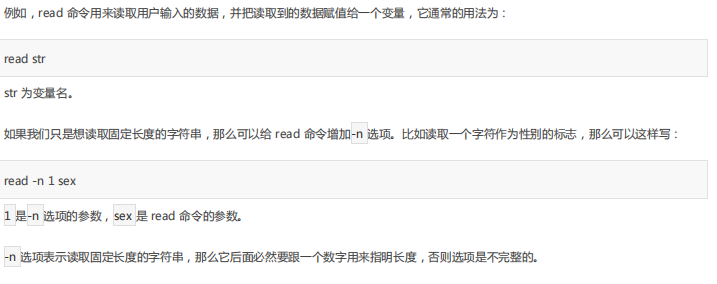 例如，read 命令用来读取用户输入的数据，并把读取到的数据赋值给一个变量，它通常的用法为：
read str
str 为变量名。
如果我们只是想读取固定长度的字符串，那么可以给 read 命令增加-n选项。比如读取一个字符作为性别的标志，那么可以这样写：
read -n 1 sex
1是-n选项的参数，sex是 read 命令的参数。
-n选项表示读取固定长度的字符串，那么它后面必然要跟一个数字用来指明长度，否则选项是不完整的。